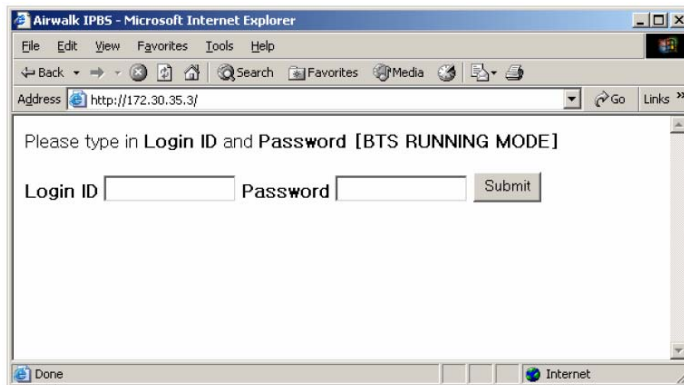 Airwalk IPBS - Microsoft Internet Explorer
File Edit View Favorites Tools Help
Back Search Favorites Media
Address http://172.30.35.3/ Go Links »
Please type in Login ID and Password [BTS RUNNING MODE]
Login ID Password Submit
Done Internet